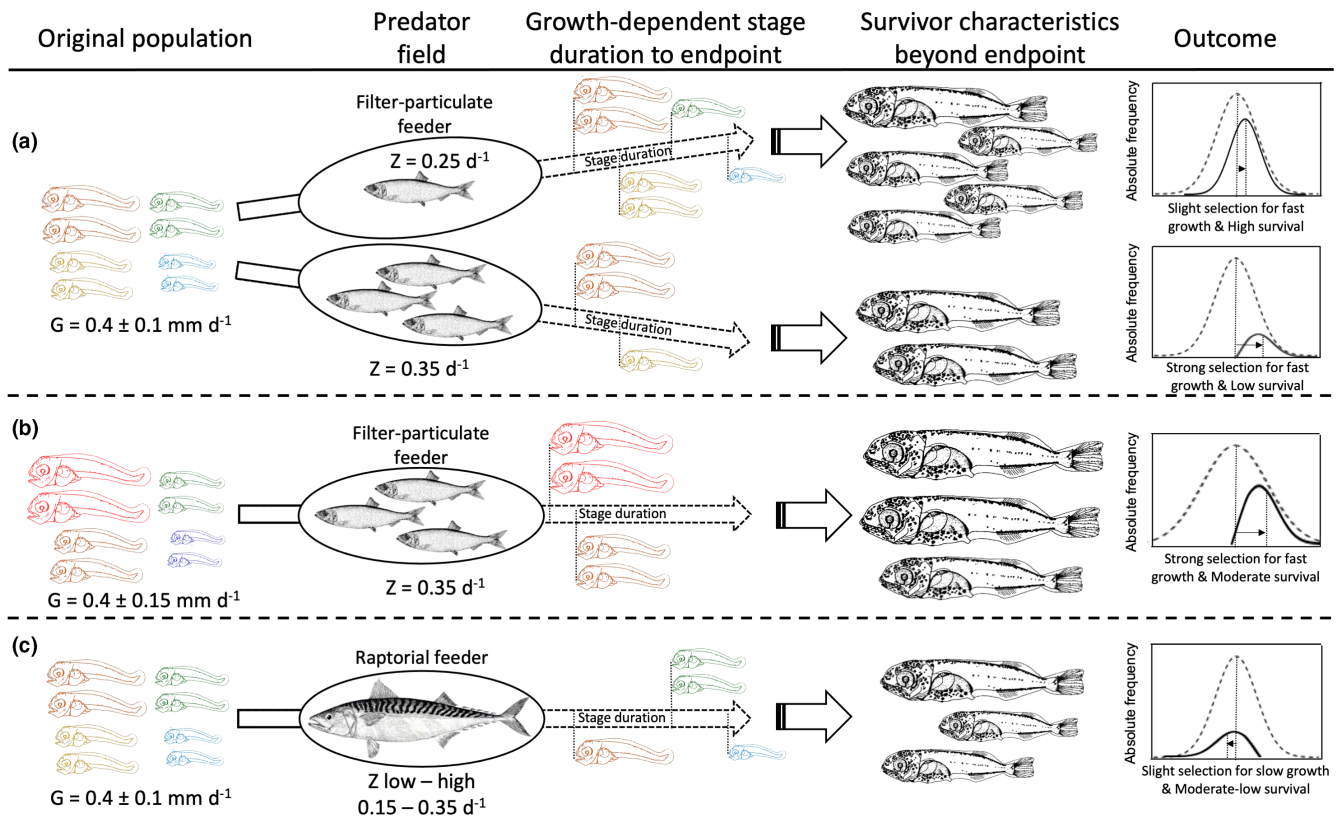 Original population
Predator
field
Growth-dependent stage
duration to endpoint
Survivor characteristics
beyond endpoint
Outcome
(a)
Filter-particulate
feeder
Z = 0.25 d-1
Stage duration
Absolute frequency
Slight selection for fast
growth & High survival
G = 0.4 ± 0.1 mm d-1
Z = 0.35 d-1
Stage duration
Absolute frequency
Strong selection for fast
growth & Low survival
(b)
Filter-particulate
feeder
G = 0.4 ± 0.15 mm d-1
Z = 0.35 d-1
Stage duration
Absolute frequency
Strong selection for fast
growth & Moderate survival
(c)
Raptorial feeder
G = 0.4 ± 0.1 mm d-1
Z low – high
0.15 – 0.35 d-1
Stage duration
Absolute frequency
Slight selection for slow growth
& Moderate-low survival